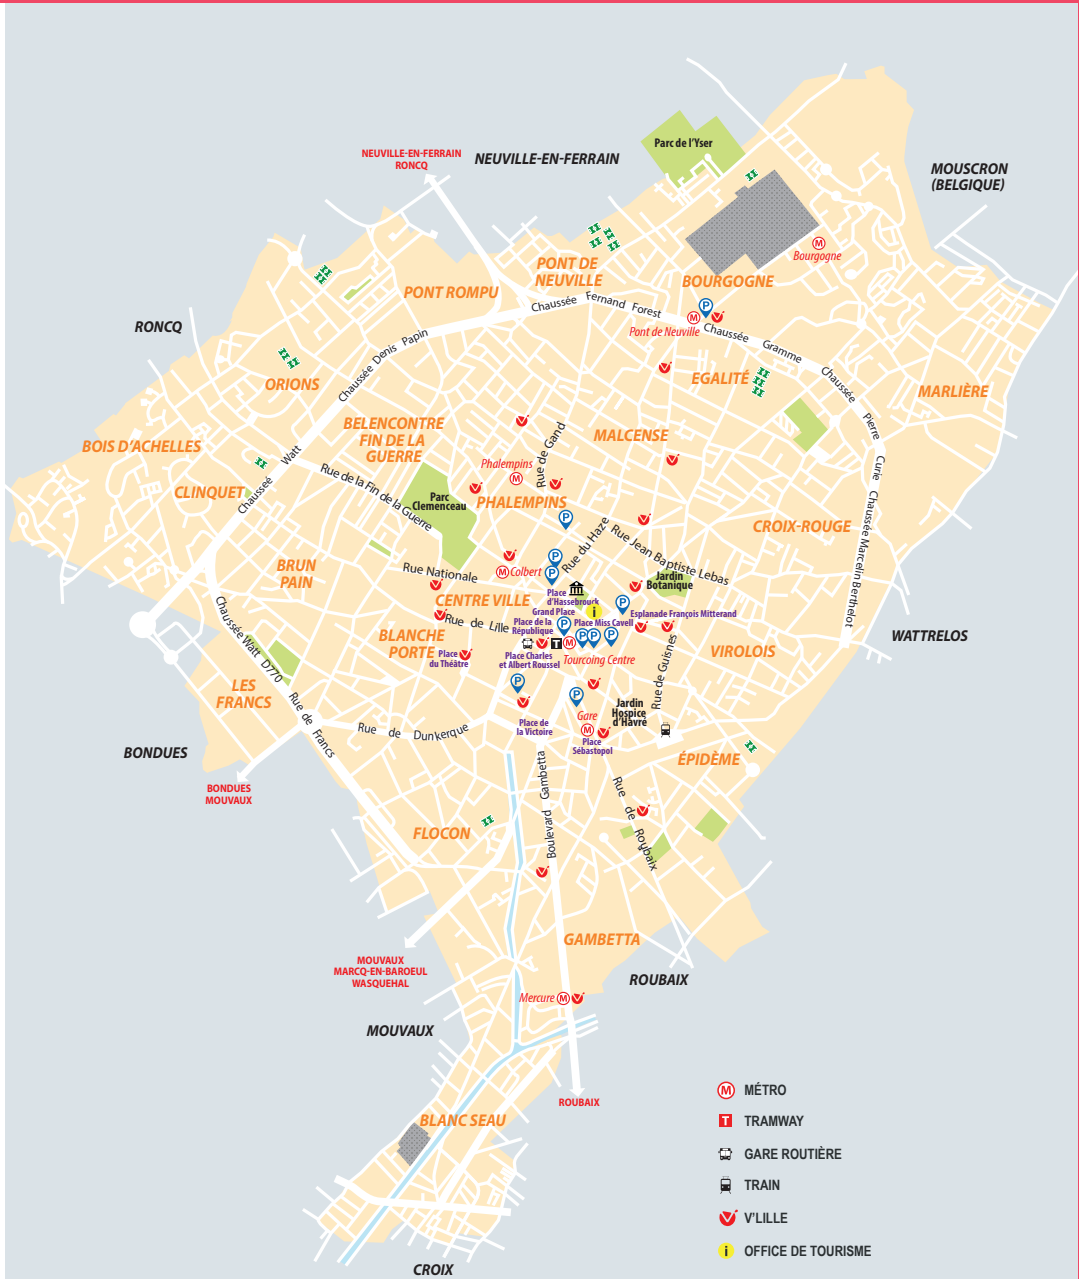 Parc de l'Yser
NEUVILLE-EN-FERRAIN
RONCQ
NEUVILLE-EN-FERRAIN
MOUSCRON
(BELGIQUE)
M
Bourgogne
PONT DE
NEUVILLE
BOURGOGNE
PONT ROMPU
Chaussée Fernand Forest
P
M
Pont de Neuville
Chaussée Gramme
RONCQ
Chaussée Denis Papin
ORIONS
EGALITÉ
Chaussée Pierre Curie
MARLIÈRE
BELENCONTRE
FIN DE LA
GUERRE
MALCENSE
Rue de Gand
BOIS D'ACHELLES
Chaussée Watt
Phalempins
M
Rue de la Fin de la Guerre
CLINQUET
Parc
Clemenceau
PHALEMPINS
P
CROIX-ROUGE
Chaussée Marcelin Berthelot
Rue du Haze
Rue Jean Baptiste Lebas
BRUN
PAIN
P
Rue Nationale
M
Colbert
P
Jardin
Botanique
CENTRE VILLE
Place
d'Hassebrouck
Grand Place
i
P
Esplanade François Mitterand
Rue de Lille
Place de la
République
P
Place Miss Cavell
BLANCHE
PORTE
WATTRELOS
Chaussée Watt D770
T
M
P
P
P
Place
du Théâtre
Place Charles
et Albert Roussel
Tourcoing Centre
VIROLOIS
Rue de Guisnes
LES
FRANCS
P
P
Rue de Francs
Jardin
Hospice
d'Havré
Gare
M
Rue de Dunkerque
Place de
la Victoire
Place
Sébastopol
BONDUES
ÉPIDÈME
BONDUES
MOUVAUX
Boulevard Gambetta
Rue de Roubaix
FLOCON
GAMBETTA
MOUVAUX
MARCQ-EN-BAROEUL
WASQUEHAL
ROUBAIX
Mercure
M
MOUVAUX
ROUBAIX
BLANC SEAU
CROIX
M MÉTRO
T TRAMWAY
GARE ROUTIÈRE
TRAIN
V'LILLE
i OFFICE DE TOURISME